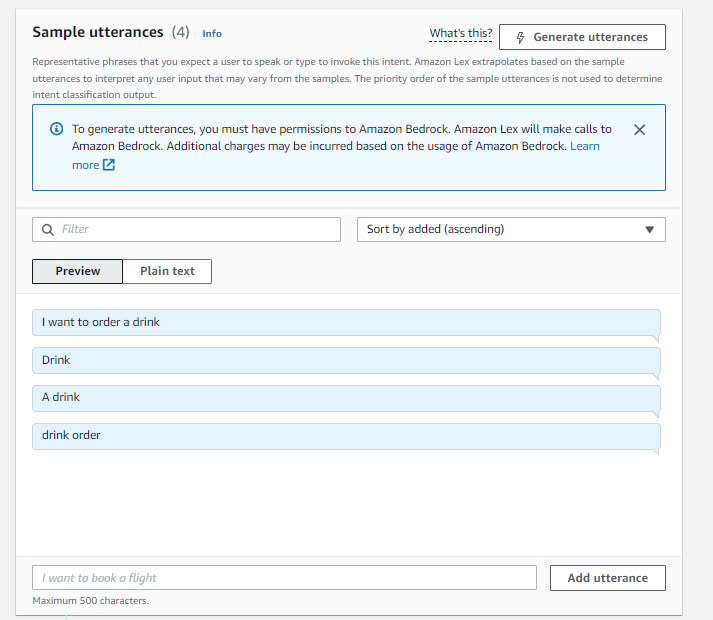 Sample utterances (4) Info
What's this?
Generate utterances
Representative phrases that you expect a user to speak or type to invoke this intent. Amazon Lex extrapolates based on the sample
utterances to interpret any user input that may vary from the samples. The priority order of the sample utterances is not used to determine
intent classification output.
To generate utterances, you must have permissions to Amazon Bedrock. Amazon Lex will make calls to
Amazon Bedrock. Additional charges may be incurred based on the usage of Amazon Bedrock. Learn
more
Filter
Sort by added (ascending)
Preview
Plain text
I want to order a drink
Drink
A drink
drink order
I want to book a flight
Add utterance
Maximum 500 characters.